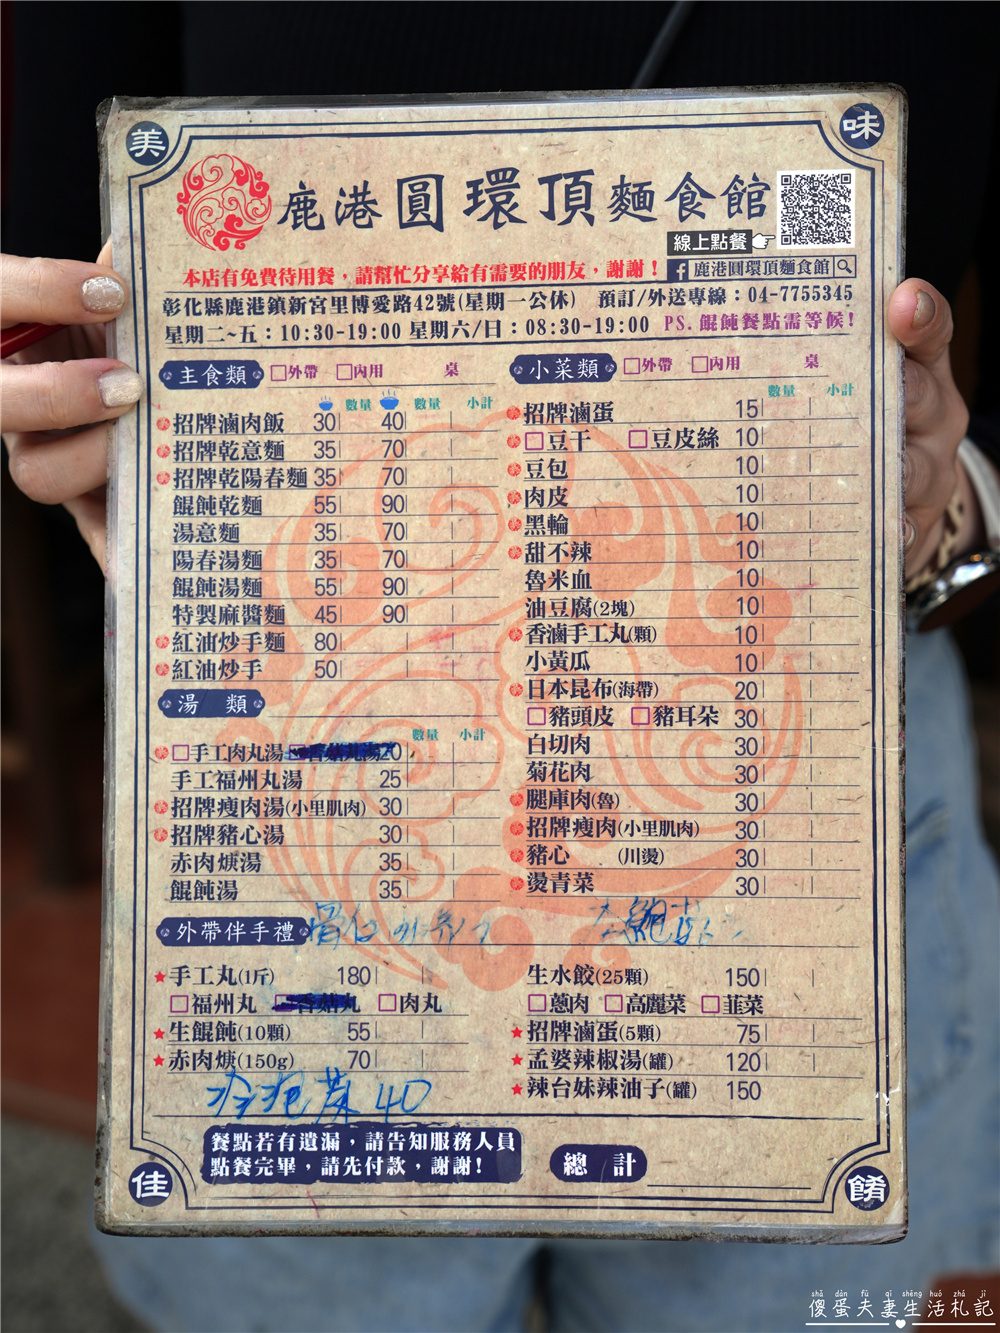 美
味
鹿港圓環頂麵食館
線上點餐
本店有免費待用餐，請幫忙分享給有需要的朋友，謝謝！
f 鹿港圓環頂麵食館
彰化縣鹿港鎮新宮里博愛路42號(星期一公休) 預訂/外送專線：04-7755345
星期二~五：10:30-19:00 星期六/日：08:30-19:00 PS.餛飩餐點需等候!
主食類 □外帶 □內用 桌
數量 數量 小計
招牌滷肉飯 30 40
招牌乾意麵 35 70
招牌乾陽春麵 35 70
餛飩乾麵 55 90
湯意麵 35 70
陽春湯麵 35 70
餛飩湯麵 55 90
特製麻醬麵 45 90
紅油炒手麵 80
紅油炒手 50
湯 類
數量 小計
□手工肉丸湯 香菇丸湯 20
手工福州丸湯 25
招牌瘦肉湯(小里肌肉) 30
招牌豬心湯 30
赤肉焿湯 35
餛飩湯 35
小菜類 □外帶 □內用 桌
數量 小計
招牌滷蛋 15
□豆干 □豆皮絲 10
豆包 10
肉皮 10
黑輪 10
甜不辣 10
魯米血 10
油豆腐(2塊) 10
香滷手工丸(顆) 10
小黃瓜 10
日本昆布(海帶) 20
□豬頭皮 □豬耳朵 30
白切肉 30
菊花肉 30
腿庫肉(魯) 30
招牌瘦肉(小里肌肉) 30
豬心 (川燙) 30
燙青菜 30
外帶伴手禮
★手工丸(1斤) 180
□福州丸 香菇丸 □肉丸
★生餛飩(10顆) 55
★赤肉焿(150g) 70
40
生水餃(25顆) 150
□蔥肉 □高麗菜 □韭菜
★招牌滷蛋(5顆) 75
★孟婆辣椒湯(罐) 120
★辣台妹辣油子(罐) 150
餐點若有遺漏，請告知服務人員
點餐完畢，請先付款，謝謝!
總 計
佳
餚
shǎ dàn fū qī shēng huó zhá jì
傻蛋夫妻生活札記